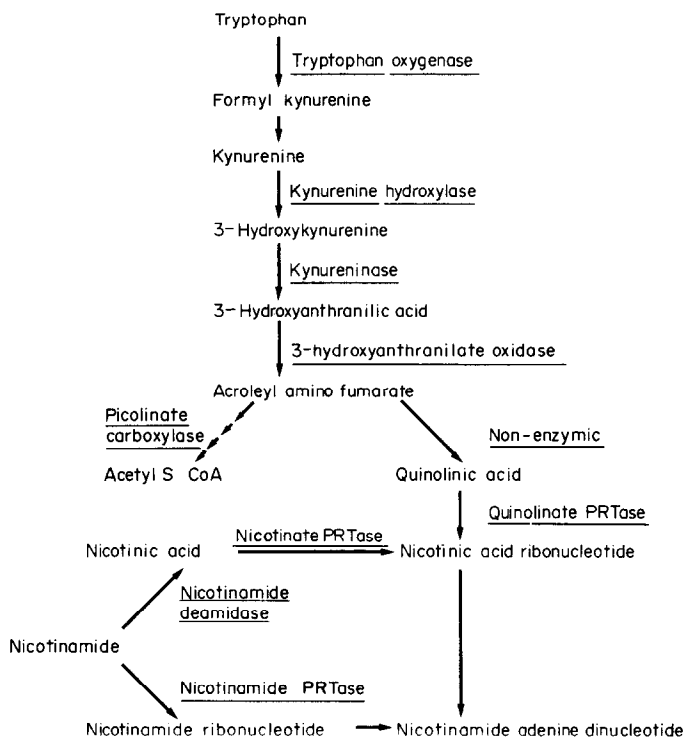 Tryptophan
Tryptophan oxygenase
Formyl kynurenine
Kynurenine
Kynurenine hydroxylase
3-Hydroxykynurenine
Kynureninase
3-Hydroxyanthranilic acid
3-hydroxyanthranilate oxidase
Acroleyl amino fumarate
Picolinate
carboxylase
Non-enzymic
Acetyl S CoA
Quinolinic acid
Quinolinate PRTase
Nicotinic acid
Nicotinate PRTase
Nicotinic acid ribonucleotide
Nicotinamide
deamidase
Nicotinamide
Nicotinamide PRTase
Nicotinamide ribonucleotide
Nicotinamide adenine dinucleotide